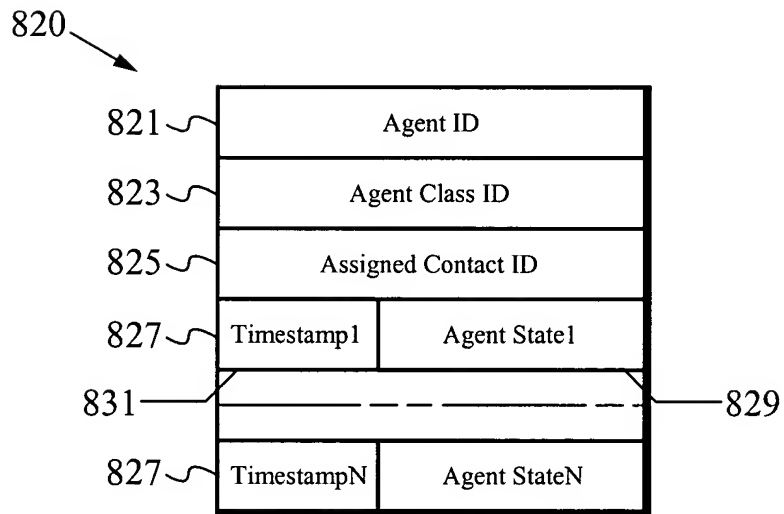 820
821 Agent ID
823 Agent Class ID
825 Assigned Contact ID
827 Timestamp1 Agent State1
831 829
827 TimestampN Agent StateN